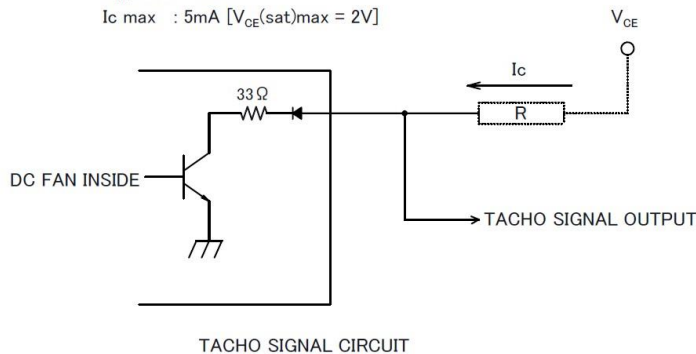 Ic max : 5mA [VCE(sat)max = 2V]
VCE
Ic
33Ω
R
DC FAN INSIDE
TACHO SIGNAL OUTPUT
TACHO SIGNAL CIRCUIT